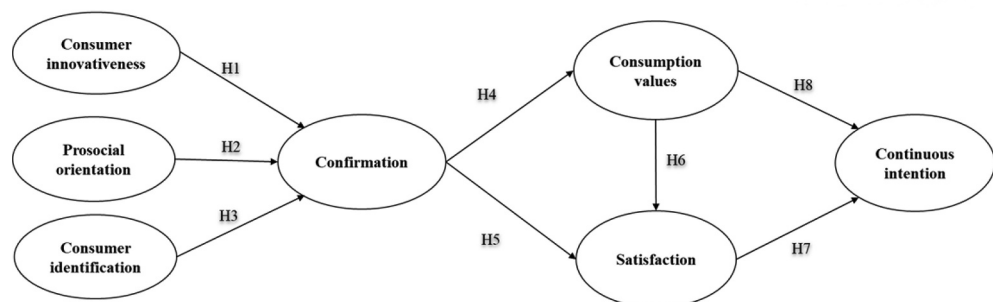 Consumer
innovativeness
H1
Prosocial
orientation
H2
Consumer
identification
H3
Confirmation
H4
H5
Consumption
values
H6
Satisfaction
H8
H7
Continuous
intention